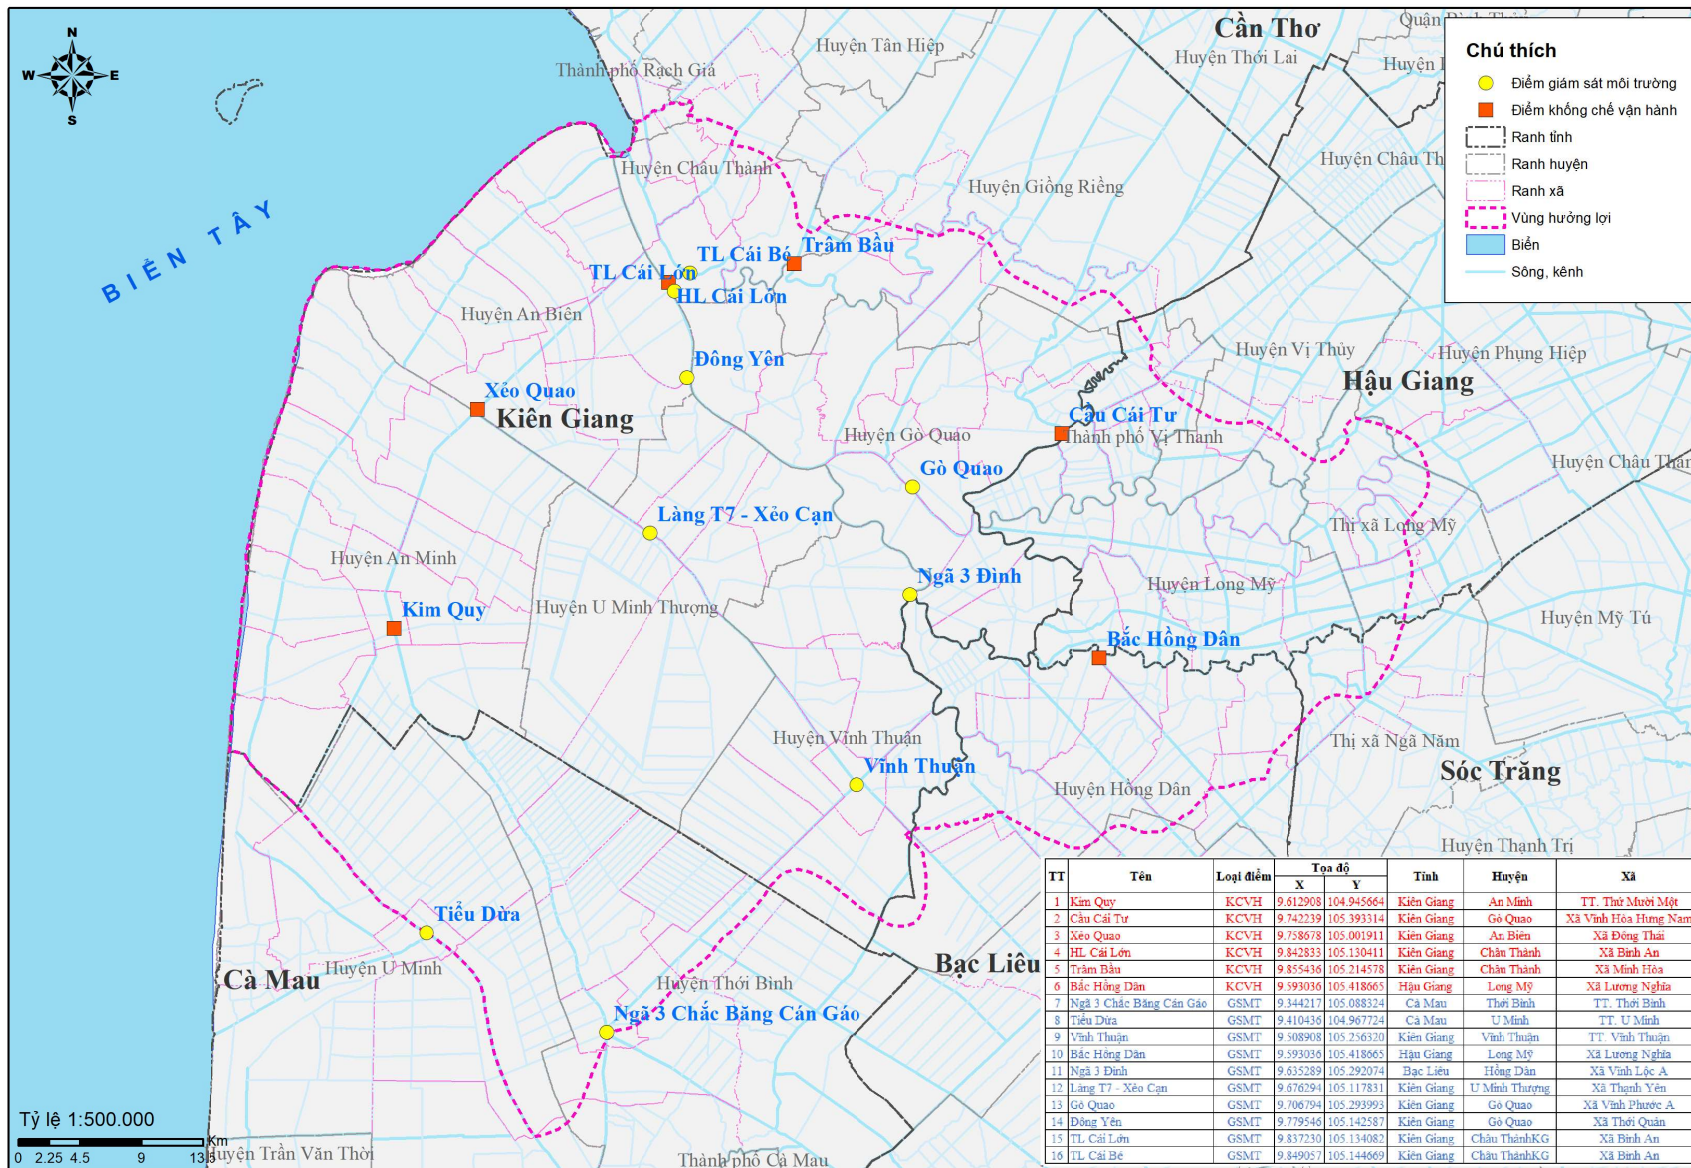 Cần Thơ
Quận Bình Thủy
Huyện Tân Hiệp
Huyện Thới Lai
Thành phố Rạch Giá
N
W E
S
Chú thích
Điểm giám sát môi trường
Điểm khống chế vận hành
Ranh tỉnh
Ranh huyện
Ranh xã
Vùng hưởng lợi
Biển
Sông, kênh
Huyện Châu Thành
Huyện Châu Th
Huyện Giồng Riềng
BIỂN TÂY
TL Cái Bé
Trâm Bầu
TL Cái Lớn
HL Cái Lớn
Huyện An Biên
Huyện Vị Thủy
Huyện Phụng Hiệp
Đông Yên
Hậu Giang
Xẻo Quao
Kiên Giang
Cầu Cái Tư
Huyện Gò Quao
Thành phố Vị Thanh
Gò Quao
Huyện Châu Thàn
Làng T7 - Xẻo Cạn
Thị xã Long Mỹ
Huyện An Minh
Ngã 3 Đình
Huyện Long Mỹ
Kim Quy
Huyện U Minh Thượng
Huyện Mỹ Tú
Bắc Hồng Dân
Huyện Vĩnh Thuận
Thị xã Ngã Năm
Vĩnh Thuận
Sóc Trăng
Huyện Hồng Dân
Huyện Thạnh Trị
Tiểu Dừa
Huyện U Minh
Cà Mau
Bạc Liêu
Huyện Thới Bình
Ngã 3 Chắc Băng Cán Gáo
Tỷ lệ 1:500.000
Km
0 2.25 4.5 9 13.5
Huyện Trần Văn Thời
Thành phố Cà Mau
TT Tên Loại điểm Tọa độ Tỉnh Huyện Xã
X Y
1 Kim Quy KCVH 9.612908 104.945664 Kiên Giang An Minh TT. Thứ Mười Một
2 Cầu Cái Tư KCVH 9.742239 105.393314 Kiên Giang Gò Quao Xã Vĩnh Hòa Hưng Nam
3 Xẻo Quao KCVH 9.758678 105.001911 Kiên Giang An Biên Xã Đông Thái
4 HL Cái Lớn KCVH 9.842833 105.130411 Kiên Giang Châu Thành Xã Bình An
5 Trâm Bầu KCVH 9.855436 105.214578 Kiên Giang Châu Thành Xã Minh Hòa
6 Bắc Hồng Dân KCVH 9.593036 105.418665 Hậu Giang Long Mỹ Xã Lương Nghĩa
7 Ngã 3 Chắc Băng Cán Gáo GSMT 9.344217 105.088324 Cà Mau Thới Bình TT. Thới Bình
8 Tiểu Dừa GSMT 9.410436 104.967724 Cà Mau U Minh TT. U Minh
9 Vĩnh Thuận GSMT 9.508908 105.256320 Kiên Giang Vĩnh Thuận TT. Vĩnh Thuận
10 Bắc Hồng Dân GSMT 9.593036 105.418665 Hậu Giang Long Mỹ Xã Lương Nghĩa
11 Ngã 3 Đình GSMT 9.635289 105.292074 Bạc Liêu Hồng Dân Xã Vĩnh Lộc A
12 Làng T7 - Xẻo Cạn GSMT 9.676294 105.117831 Kiên Giang U Minh Thượng Xã Thạnh Yên
13 Gò Quao GSMT 9.706794 105.293993 Kiên Giang Gò Quao Xã Vĩnh Phước A
14 Đông Yên GSMT 9.779546 105.142587 Kiên Giang Gò Quao Xã Thới Quản
15 TL Cái Lớn GSMT 9.837230 105.134082 Kiên Giang Châu ThànhKG Xã Bình An
16 TL Cái Bé GSMT 9.849057 105.144669 Kiên Giang Châu ThànhKG Xã Bình An